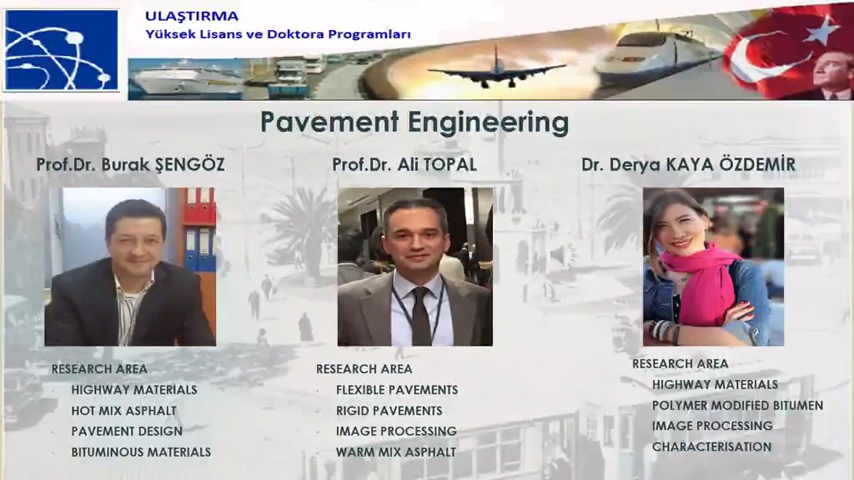 ULAŞTIRMA
Yüksek Lisans ve Doktora Programları
Pavement Engineering
Prof.Dr. Burak ŞENGÖZ
RESEARCH AREA
HIGHWAY MATERIALS
HOT MIX ASPHALT
PAVEMENT DESIGN
BITUMINOUS MATERIALS
Prof.Dr. Ali TOPAL
RESEARCH AREA
FLEXIBLE PAVEMENTS
RIGID PAVEMENTS
IMAGE PROCESSING
WARM MIX ASPHALT
Dr. Derya KAYA ÖZDEMİR
RESEARCH AREA
HIGHWAY MATERIALS
POLYMER MODIFIED BITUMEN
IMAGE PROCESSING
CHARACTERISATION